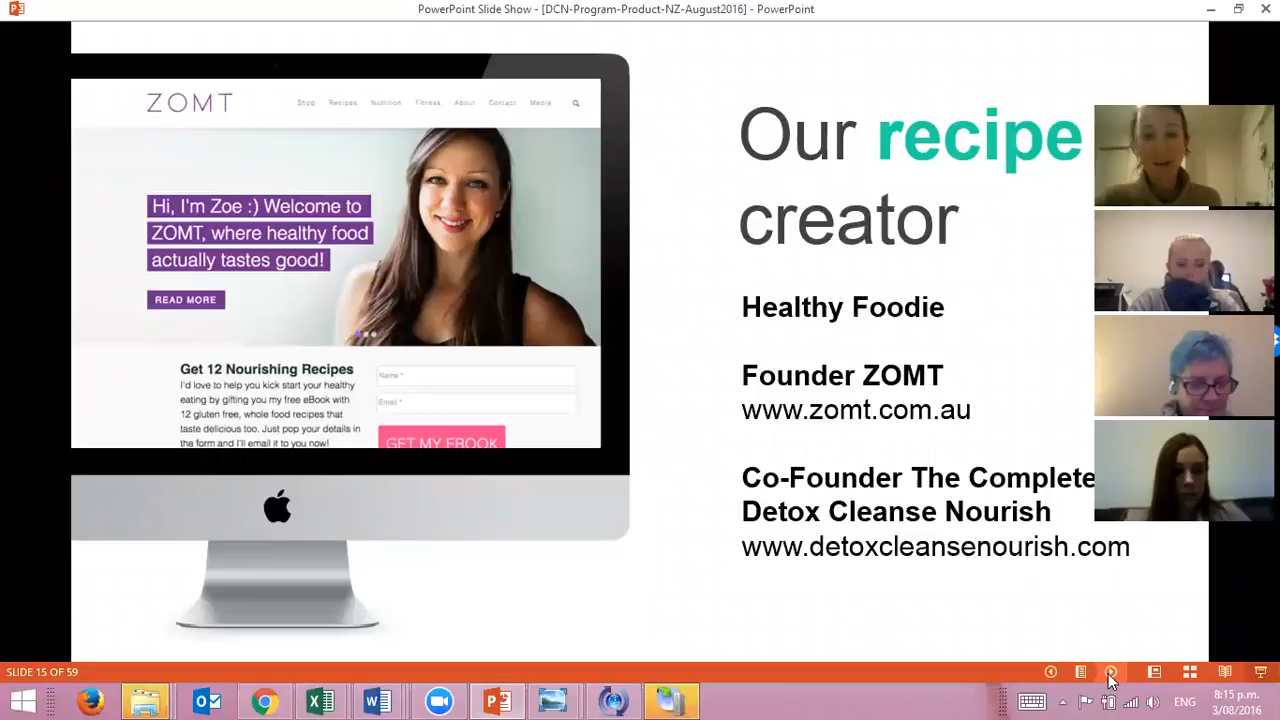 PowerPoint Slide Show - [DCN-Program-Product-NZ-August2016] - PowerPoint
ZOMT
Shop Recipes Nutrition Fitness About Contact Media
Hi, I'm Zoe :) Welcome to
ZOMT, where healthy food
actually tastes good!
READ MORE
Get 12 Nourishing Recipes
I'd love to help you kick start your healthy
eating by gifting you my free eBook with
12 gluten free, whole food recipes that
taste delicious too. Just pop your details
in the form and I'll email it to you now!
Name *
Email *
GET MY EBOOK
Our recipe
creator
Healthy Foodie
Founder ZOMT
www.zomt.com.au
Co-Founder The Complete
Detox Cleanse Nourish
www.detoxcleansenourish.com
SLIDE 15 OF 59
ENG
8:15 p.m.
3/08/2016